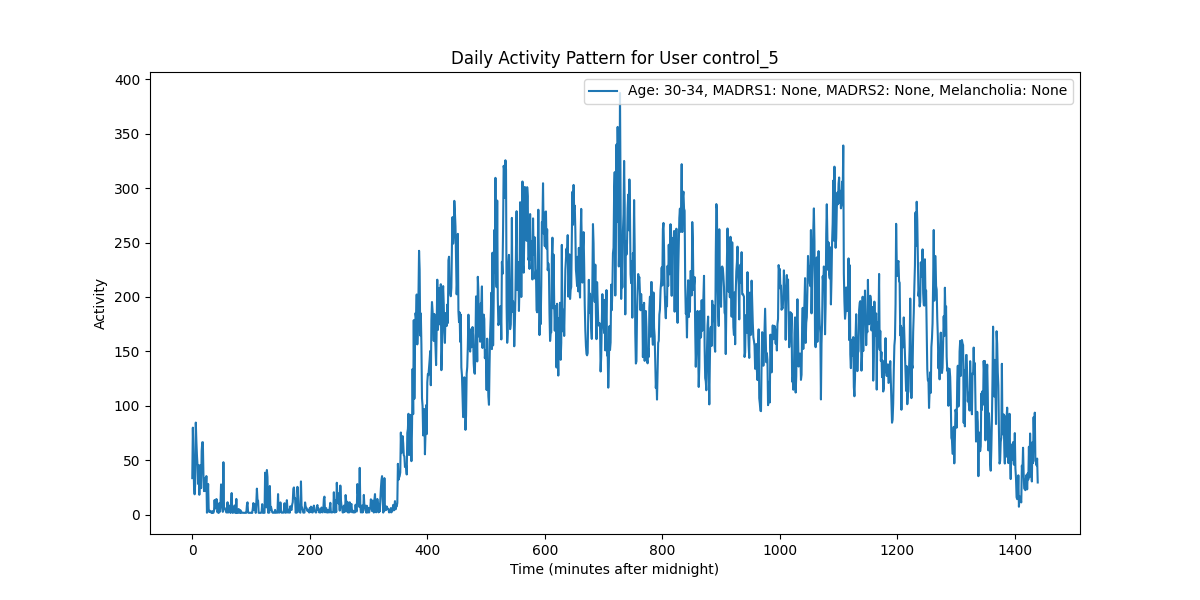 Daily Activity Pattern for User control_5
Age: 30-34, MADRS1: None, MADRS2: None, Melancholia: None
400
350
300
250
200
150
100
50
0
Activity
0 200 400 600 800 1000 1200 1400
Time (minutes after midnight)